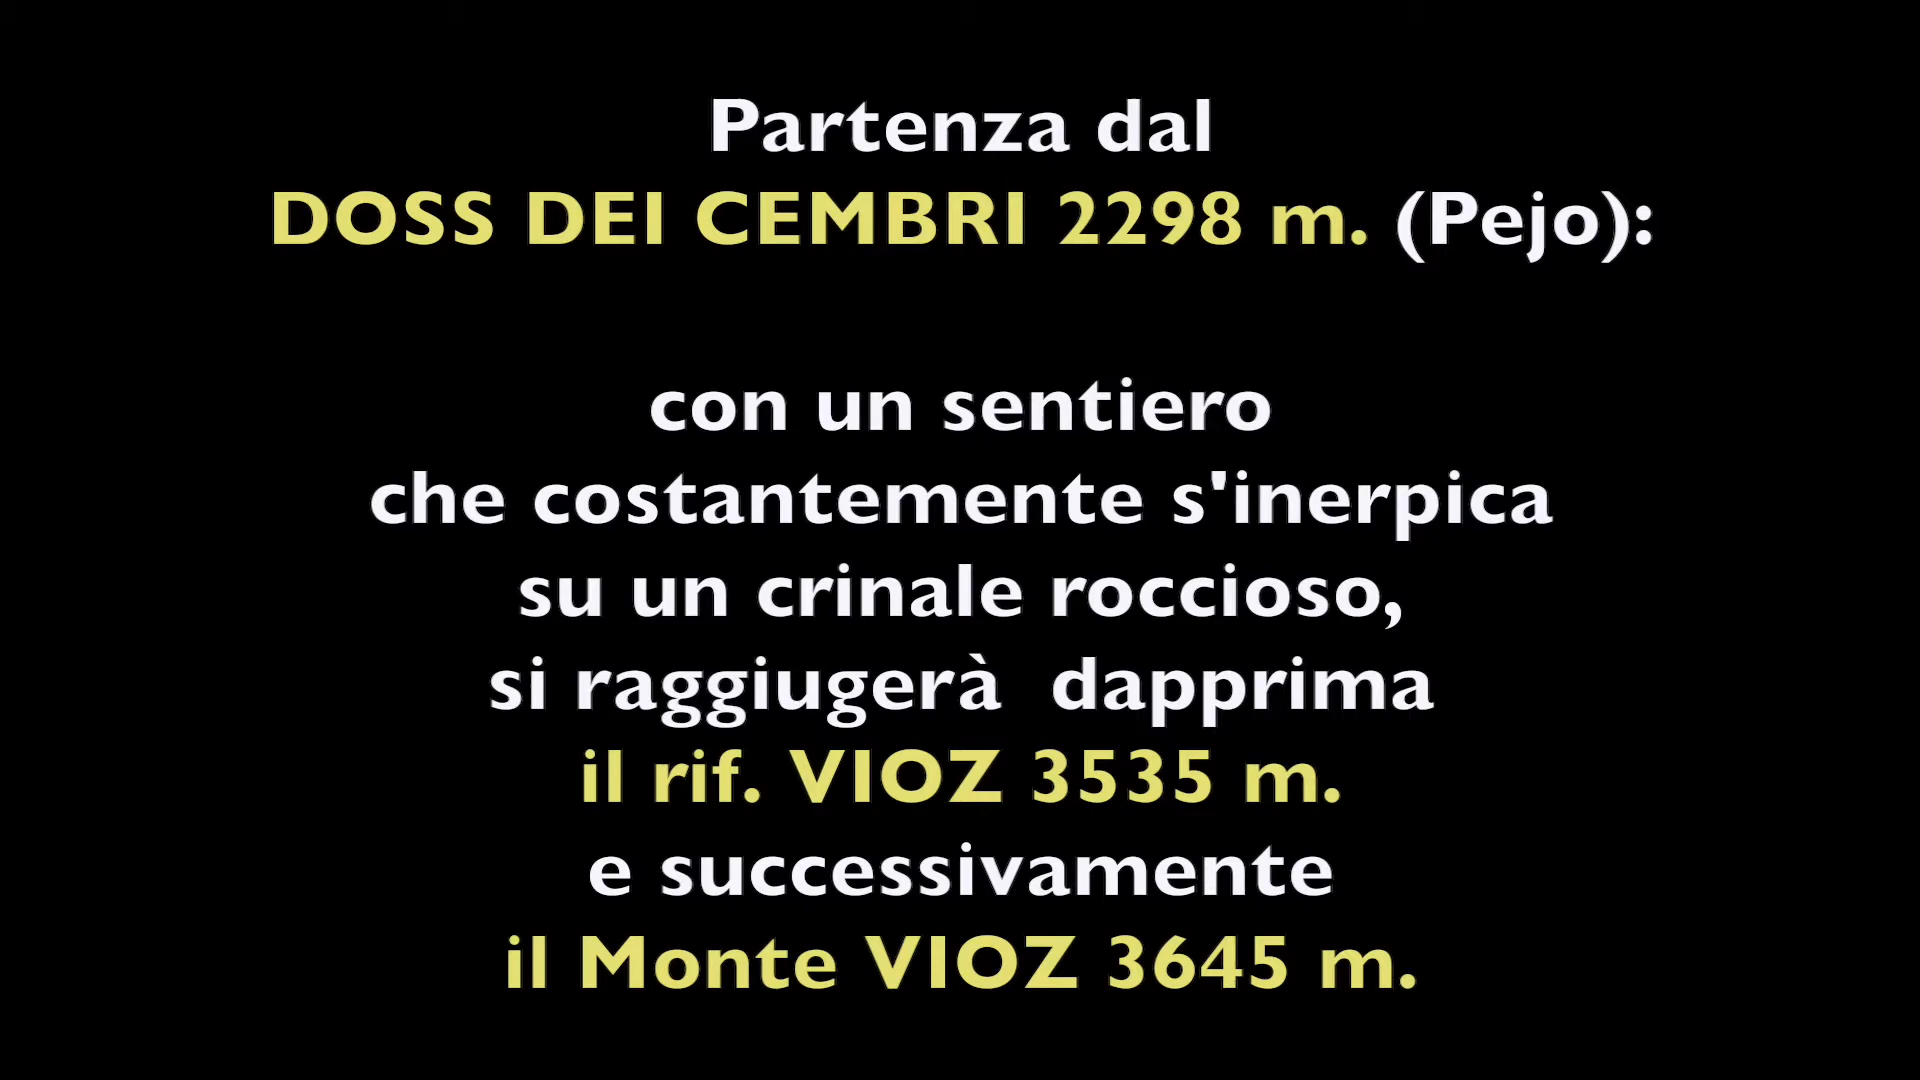 Partenza dal
DOSS DEI CEMBRI 2298 m. (Pejo):
con un sentiero
che costantemente s'inerpica
su un crinale roccioso,
si raggiugerà  dapprima
il rif. VIOZ 3535 m.
e successivamente
il Monte VIOZ 3645 m.